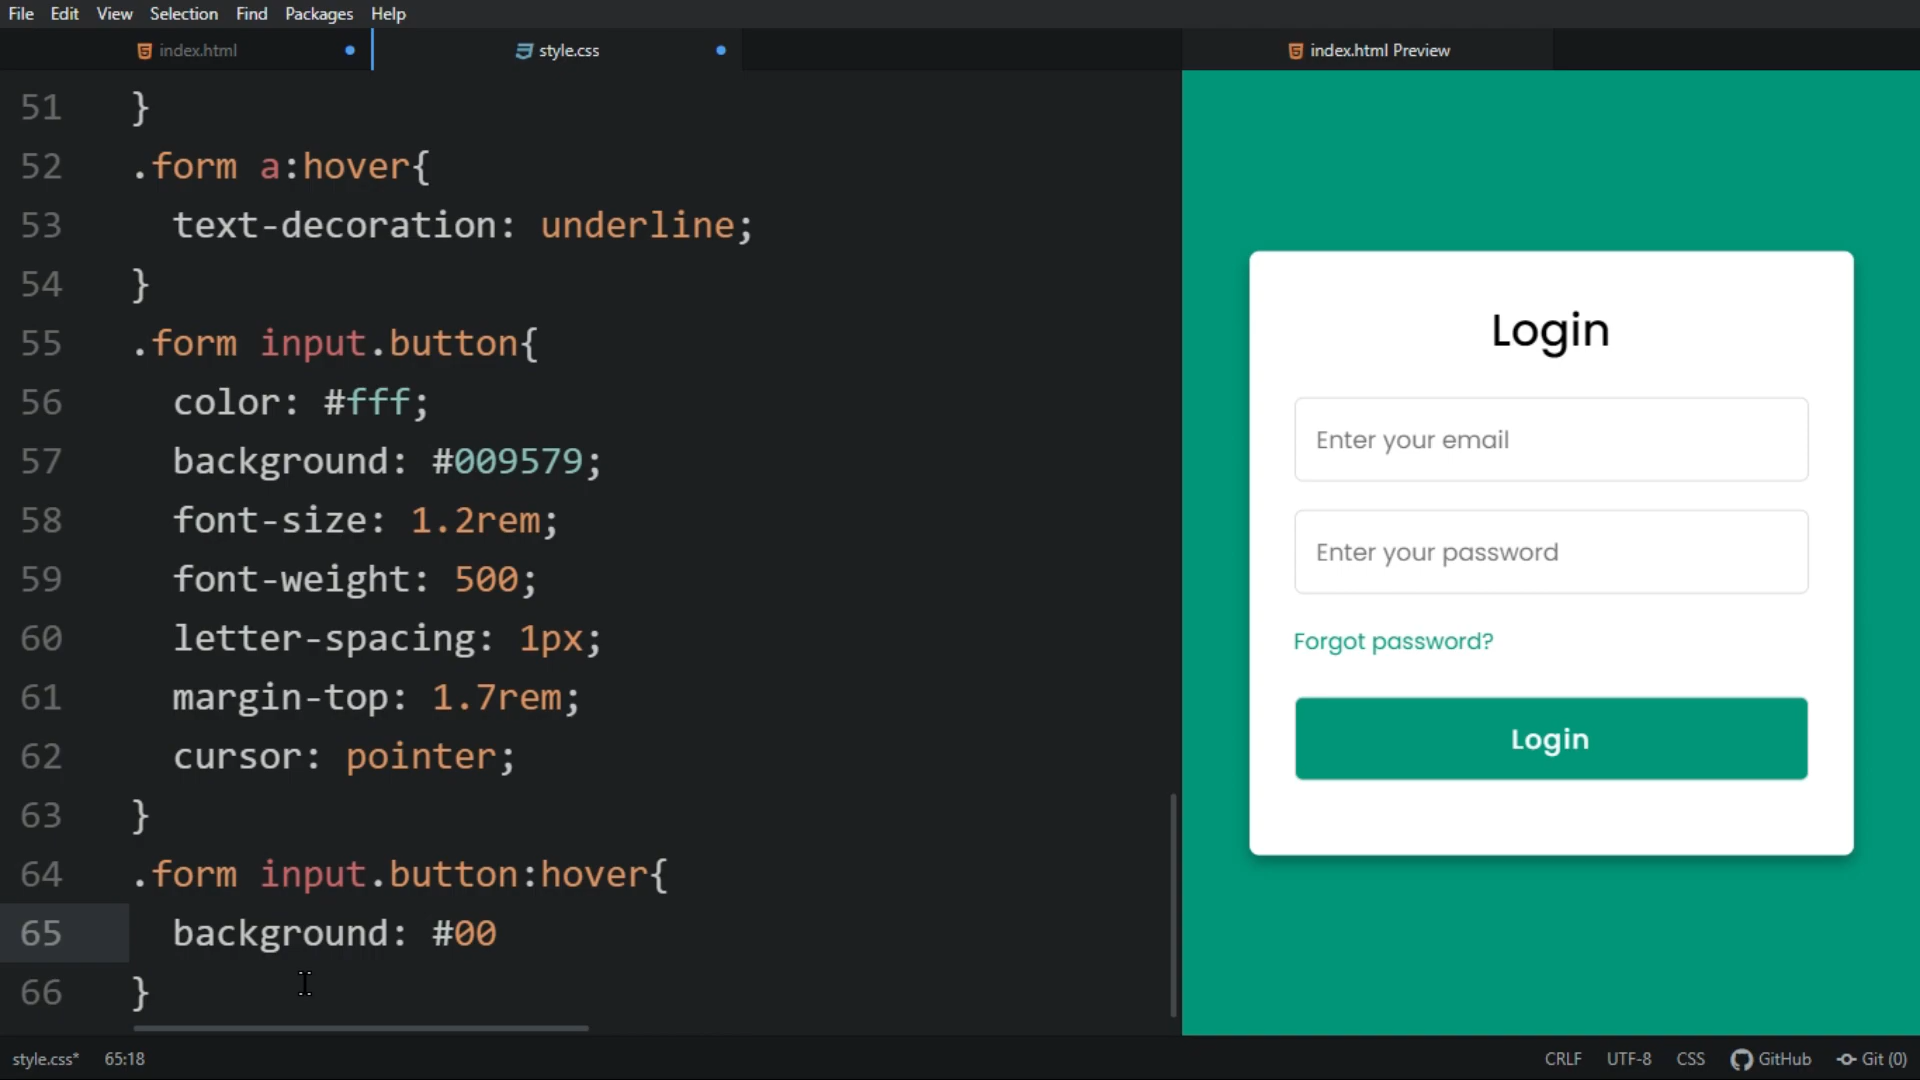 File Edit View Selection Find Packages Help
index.html
style.css
index.html Preview
51 }
52 .form a:hover{
53 text-decoration: underline;
54 }
55 .form input.button{
56 color: #fff;
57 background: #009579;
58 font-size: 1.2rem;
59 font-weight: 500;
60 letter-spacing: 1px;
61 margin-top: 1.7rem;
62 cursor: pointer;
63 }
64 .form input.button:hover{
65 background: #00
66 }
Login
Enter your email
Enter your password
Forgot password?
Login
style.css* 65:18 CRLF UTF-8 CSS GitHub Git (0)